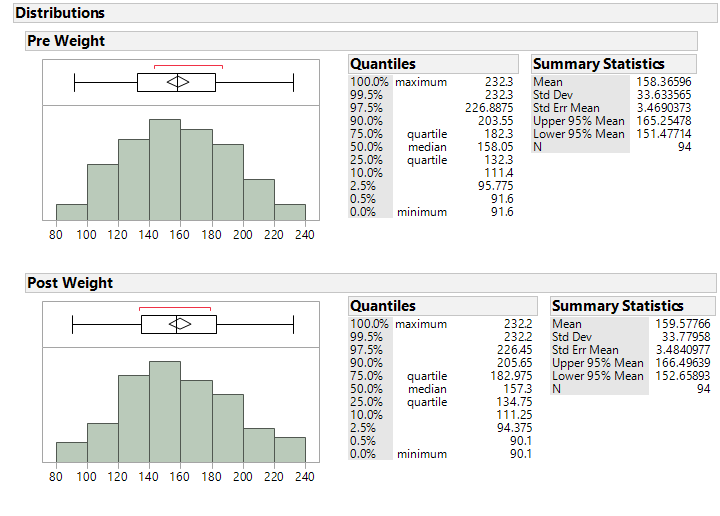 Distributions
Pre Weight
80 100 120 140 160 180 200 220 240
Quantiles
100.0% maximum 232.3
99.5% 232.3
97.5% 226.8875
90.0% 203.55
75.0% quartile 182.3
50.0% median 158.05
25.0% quartile 132.3
10.0% 111.4
2.5% 95.775
0.5% 91.6
0.0% minimum 91.6
Summary Statistics
Mean 158.36596
Std Dev 33.633565
Std Err Mean 3.4690373
Upper 95% Mean 165.25478
Lower 95% Mean 151.47714
N 94
Post Weight
80 100 120 140 160 180 200 220 240
Quantiles
100.0% maximum 232.2
99.5% 232.2
97.5% 226.45
90.0% 205.65
75.0% quartile 182.975
50.0% median 157.3
25.0% quartile 134.75
10.0% 111.25
2.5% 94.375
0.5% 90.1
0.0% minimum 90.1
Summary Statistics
Mean 159.57766
Std Dev 33.77958
Std Err Mean 3.4840977
Upper 95% Mean 166.49639
Lower 95% Mean 152.65893
N 94